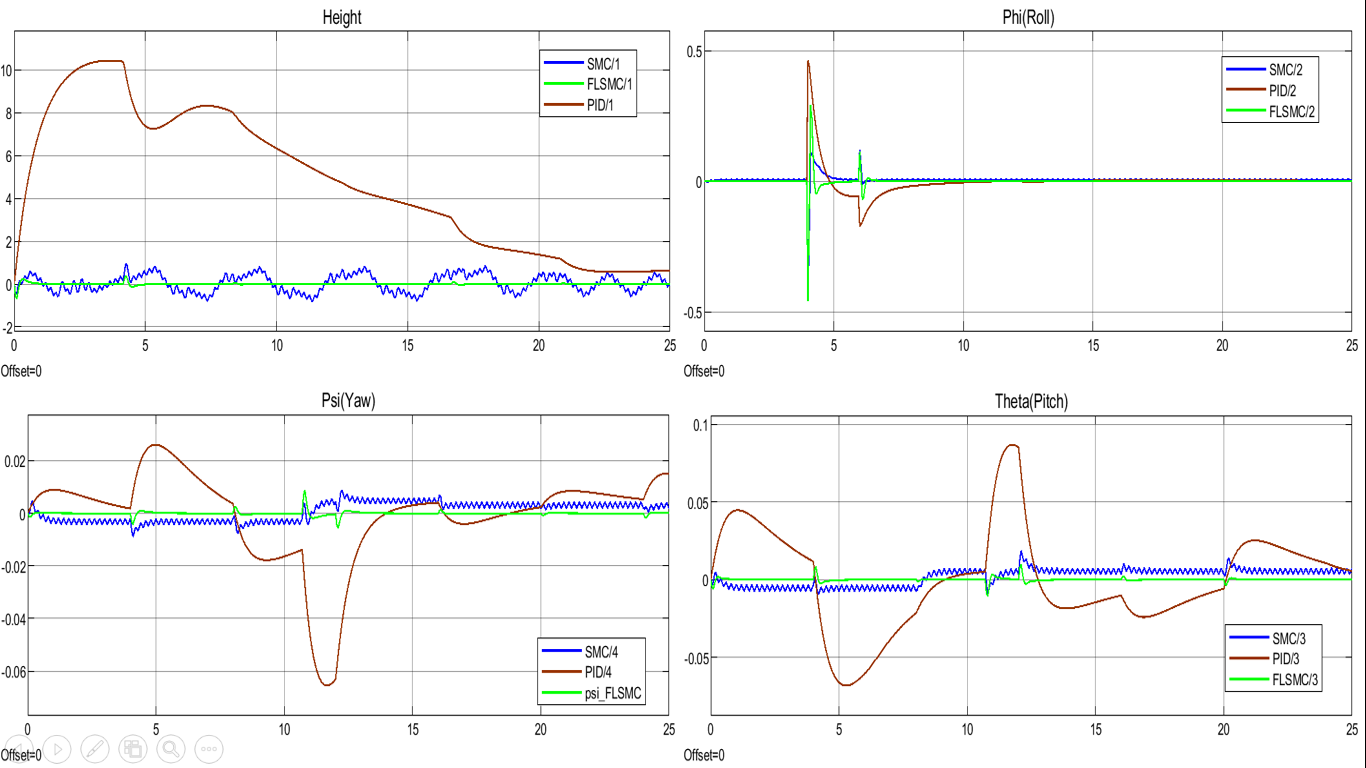 Height
SMC/1
FLSMC/1
PID/1
10
8
6
4
2
0
-2
0 5 10 15 20 25
Offset=0
Phi(Roll)
SMC/2
PID/2
FLSMC/2
0.5
0
-0.5
0 5 10 15 20 25
Offset=0
Psi(Yaw)
0.02
0
-0.02
-0.04
-0.06
SMC/4
PID/4
psi_FLSMC
0 5 10 15 20 25
Offset=0
Theta(Pitch)
0.1
0.05
0
-0.05
SMC/3
PID/3
FLSMC/3
0 5 10 15 20 25
Offset=0